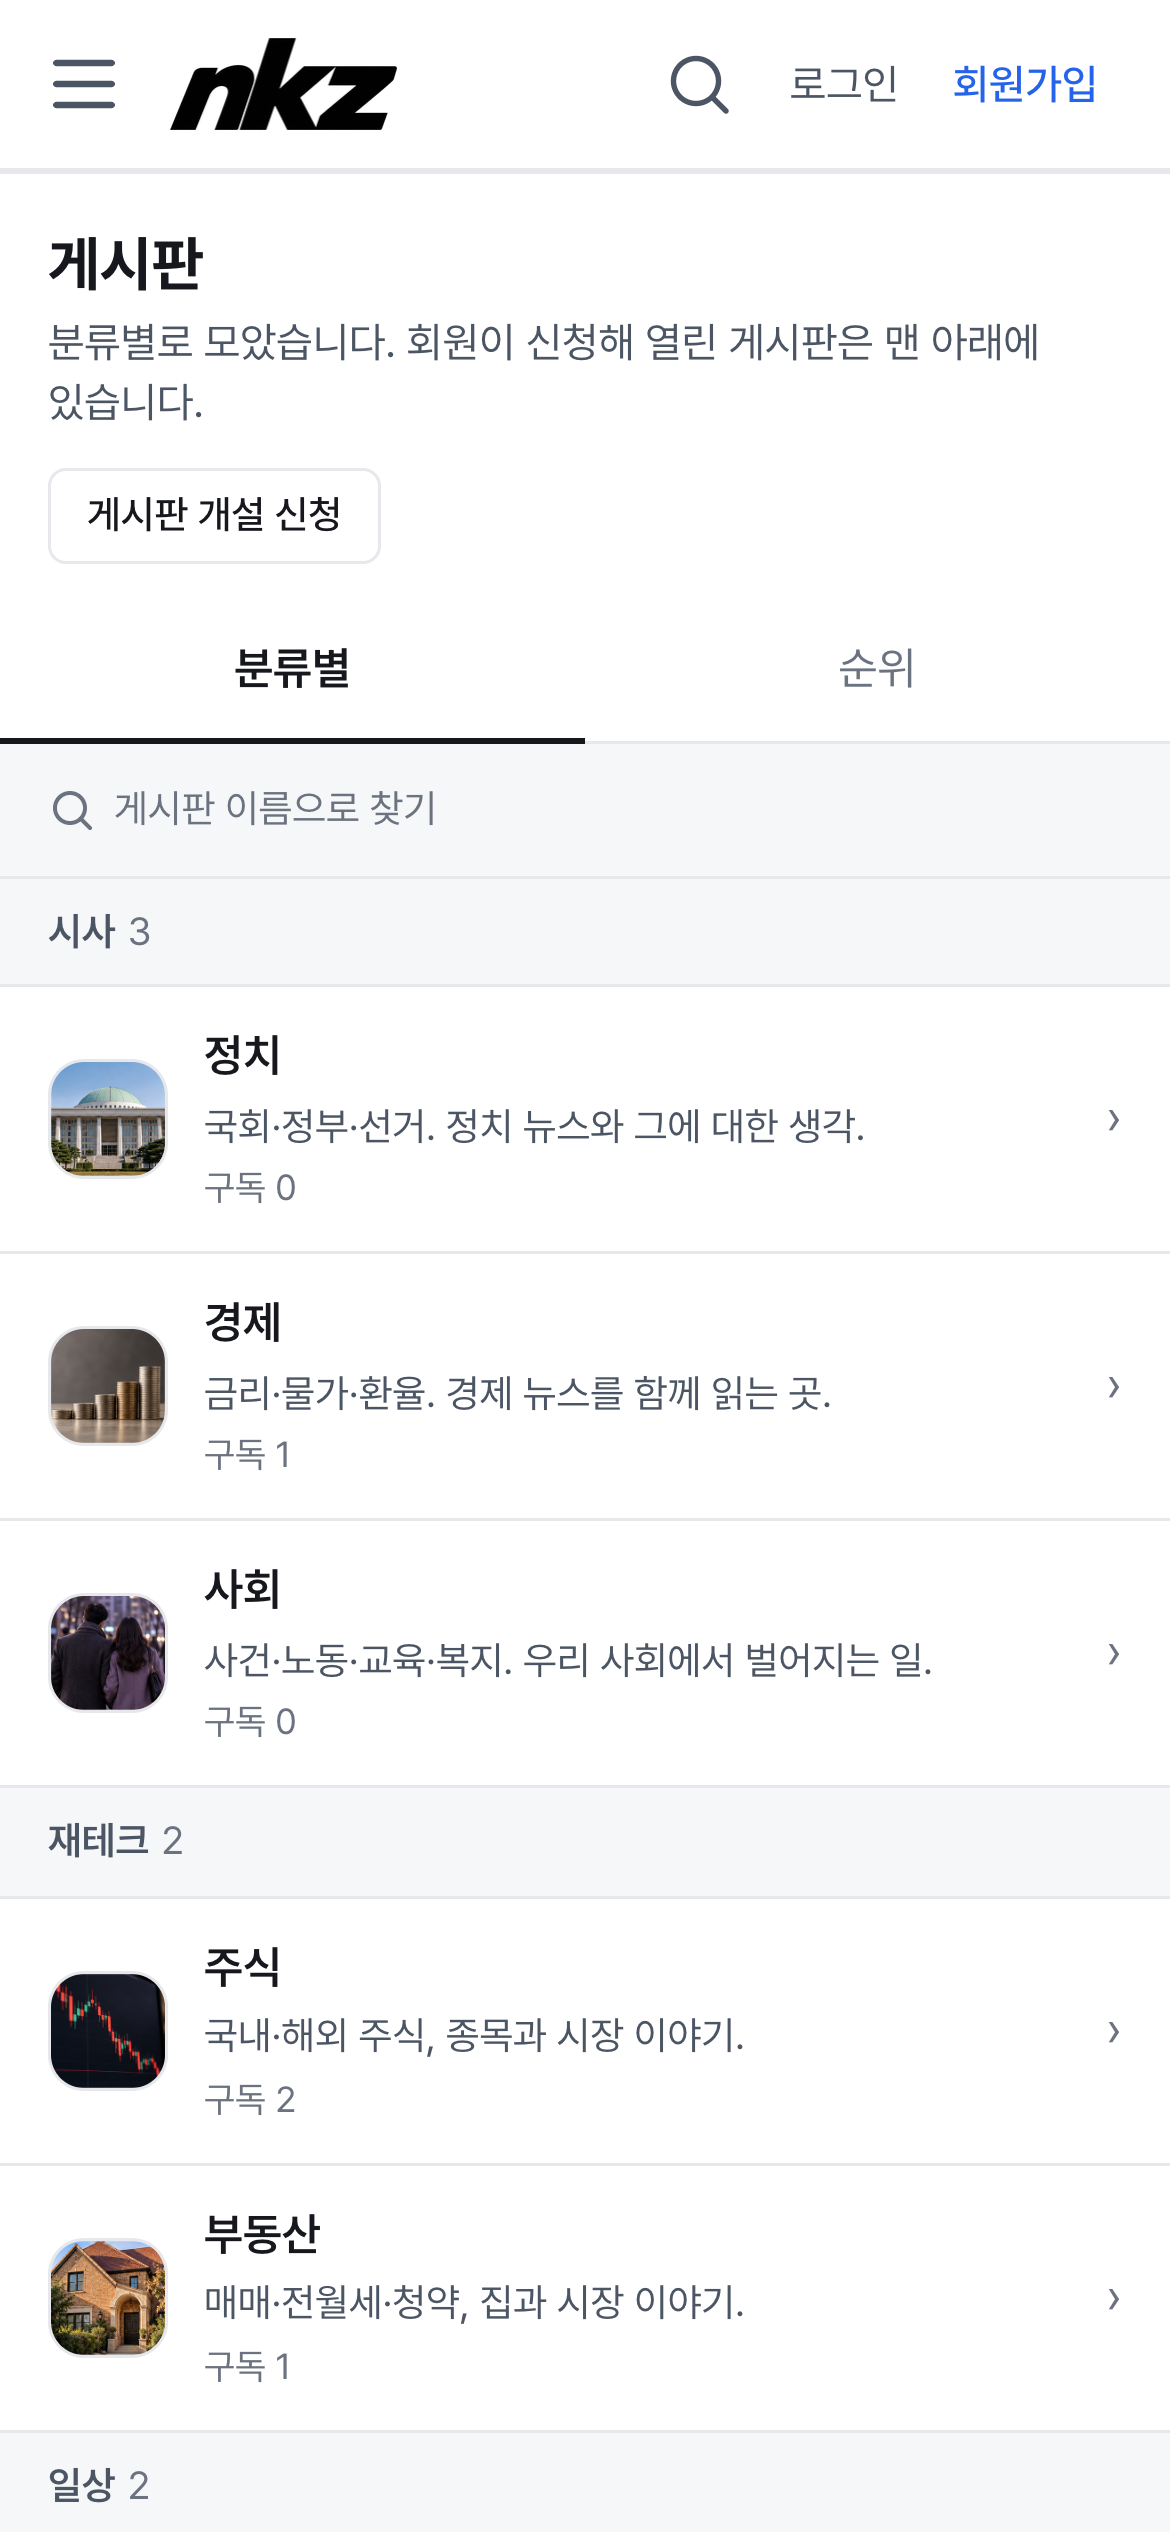 nkz
로그인
회원가입
게시판
분류별로 모았습니다. 회원이 신청해 열린 게시판은 맨 아래에
있습니다.
게시판 개설 신청
분류별
순위
게시판 이름으로 찾기
시사 3
정치
국회·정부·선거. 정치 뉴스와 그에 대한 생각.
구독 0
경제
금리·물가·환율. 경제 뉴스를 함께 읽는 곳.
구독 1
사회
사건·노동·교육·복지. 우리 사회에서 벌어지는 일.
구독 0
재테크 2
주식
국내·해외 주식, 종목과 시장 이야기.
구독 2
부동산
매매·전월세·청약, 집과 시장 이야기.
구독 1
일상 2